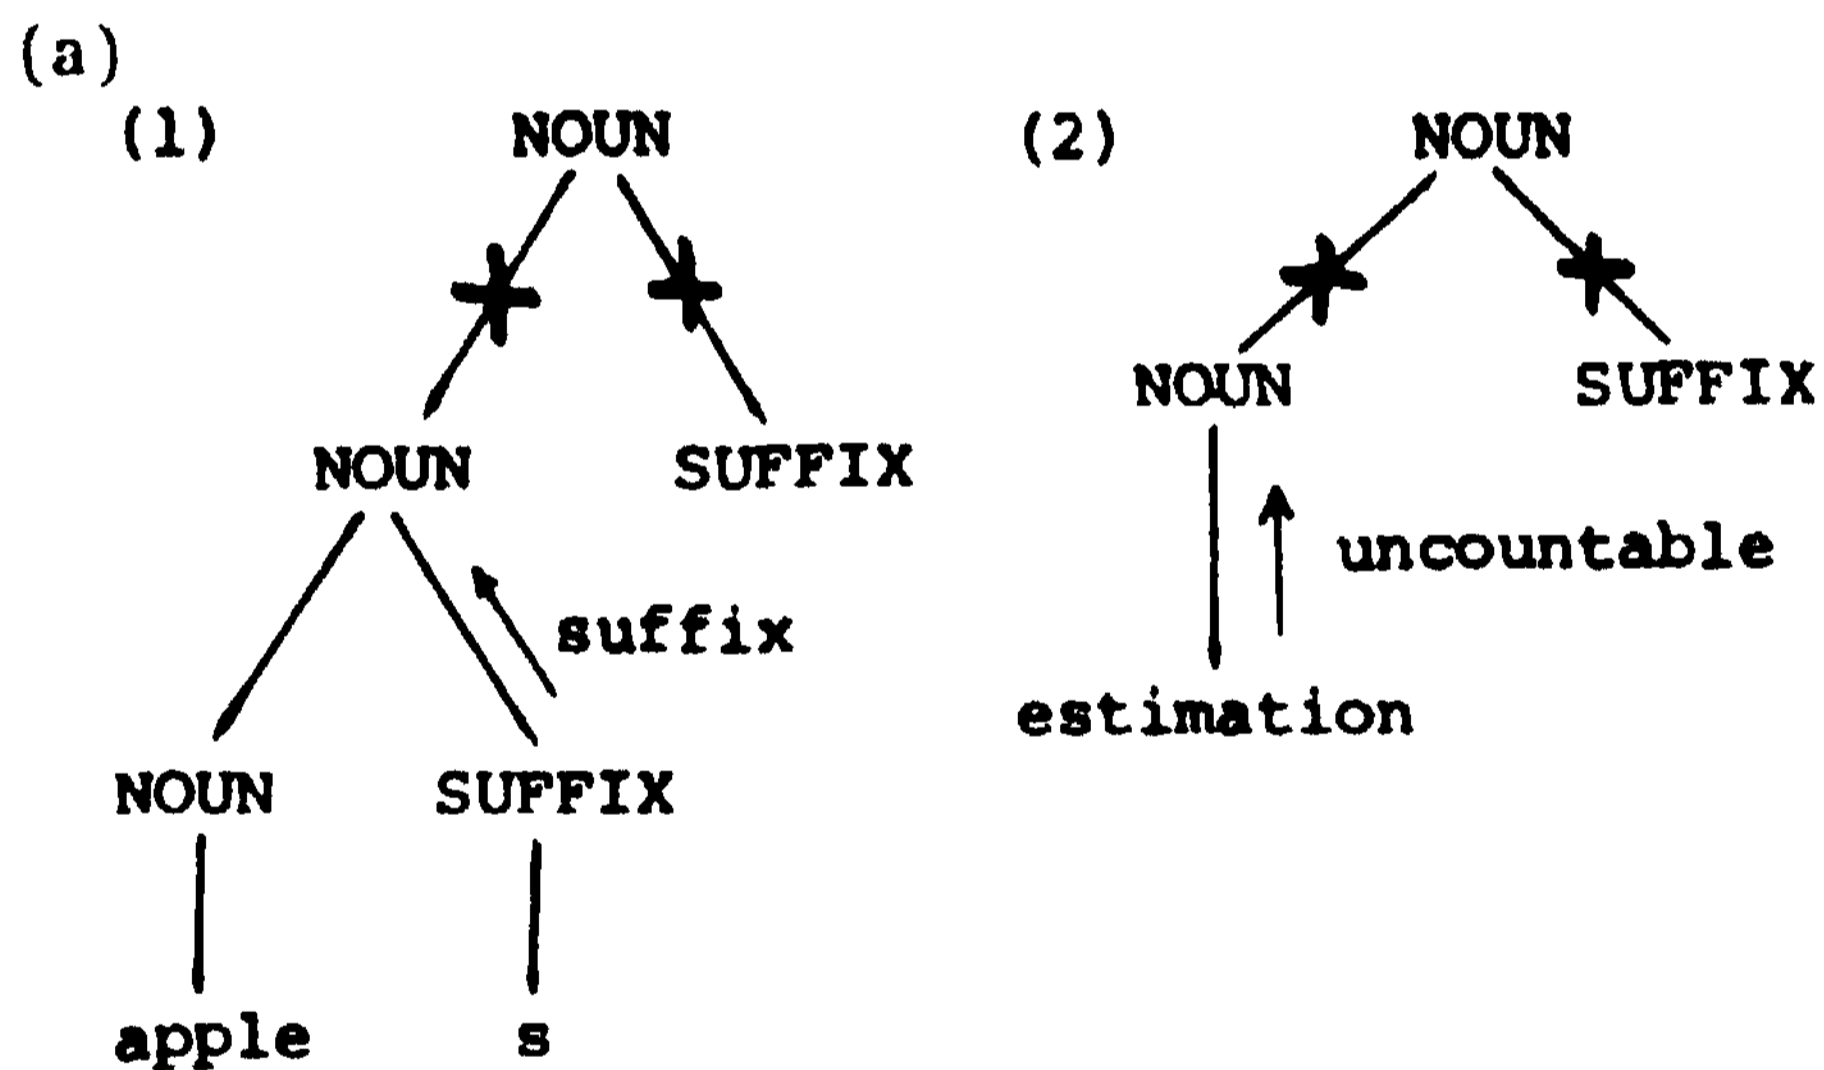 (a)
(1) NOUN (2) NOUN
NOUN SUFFIX
NOUN SUFFIX
suffix
uncountable
estimation
NOUN SUFFIX
apple s